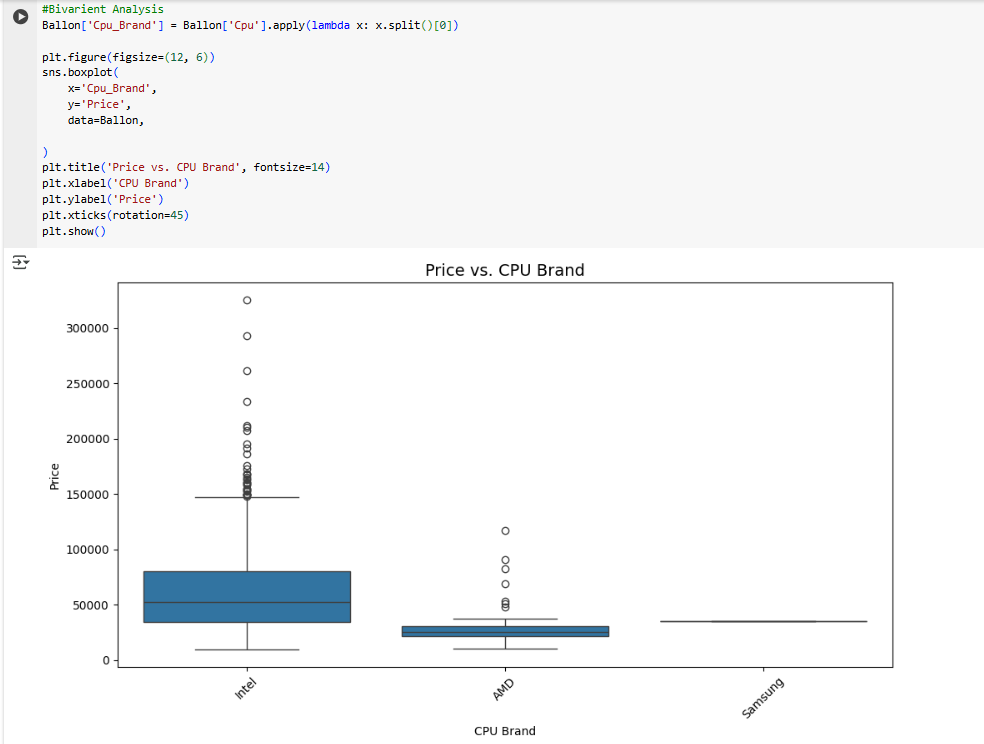 #Bivarient Analysis
Ballon['Cpu_Brand'] = Ballon['Cpu'].apply(lambda x: x.split()[0])
plt.figure(figsize=(12, 6))
sns.boxplot(
x='Cpu_Brand',
y='Price',
data=Ballon,
)
plt.title('Price vs. CPU Brand', fontsize=14)
plt.xlabel('CPU Brand')
plt.ylabel('Price')
plt.xticks(rotation=45)
plt.show()
Price vs. CPU Brand
300000
250000
200000
150000
100000
50000
0
Price
Intel
AMD
Samsung
CPU Brand